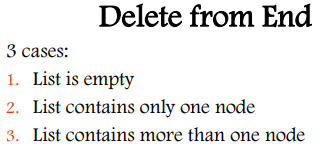 Delete from End
3 cases:
1. List is empty
2. List contains only one node
3. List contains more than one node